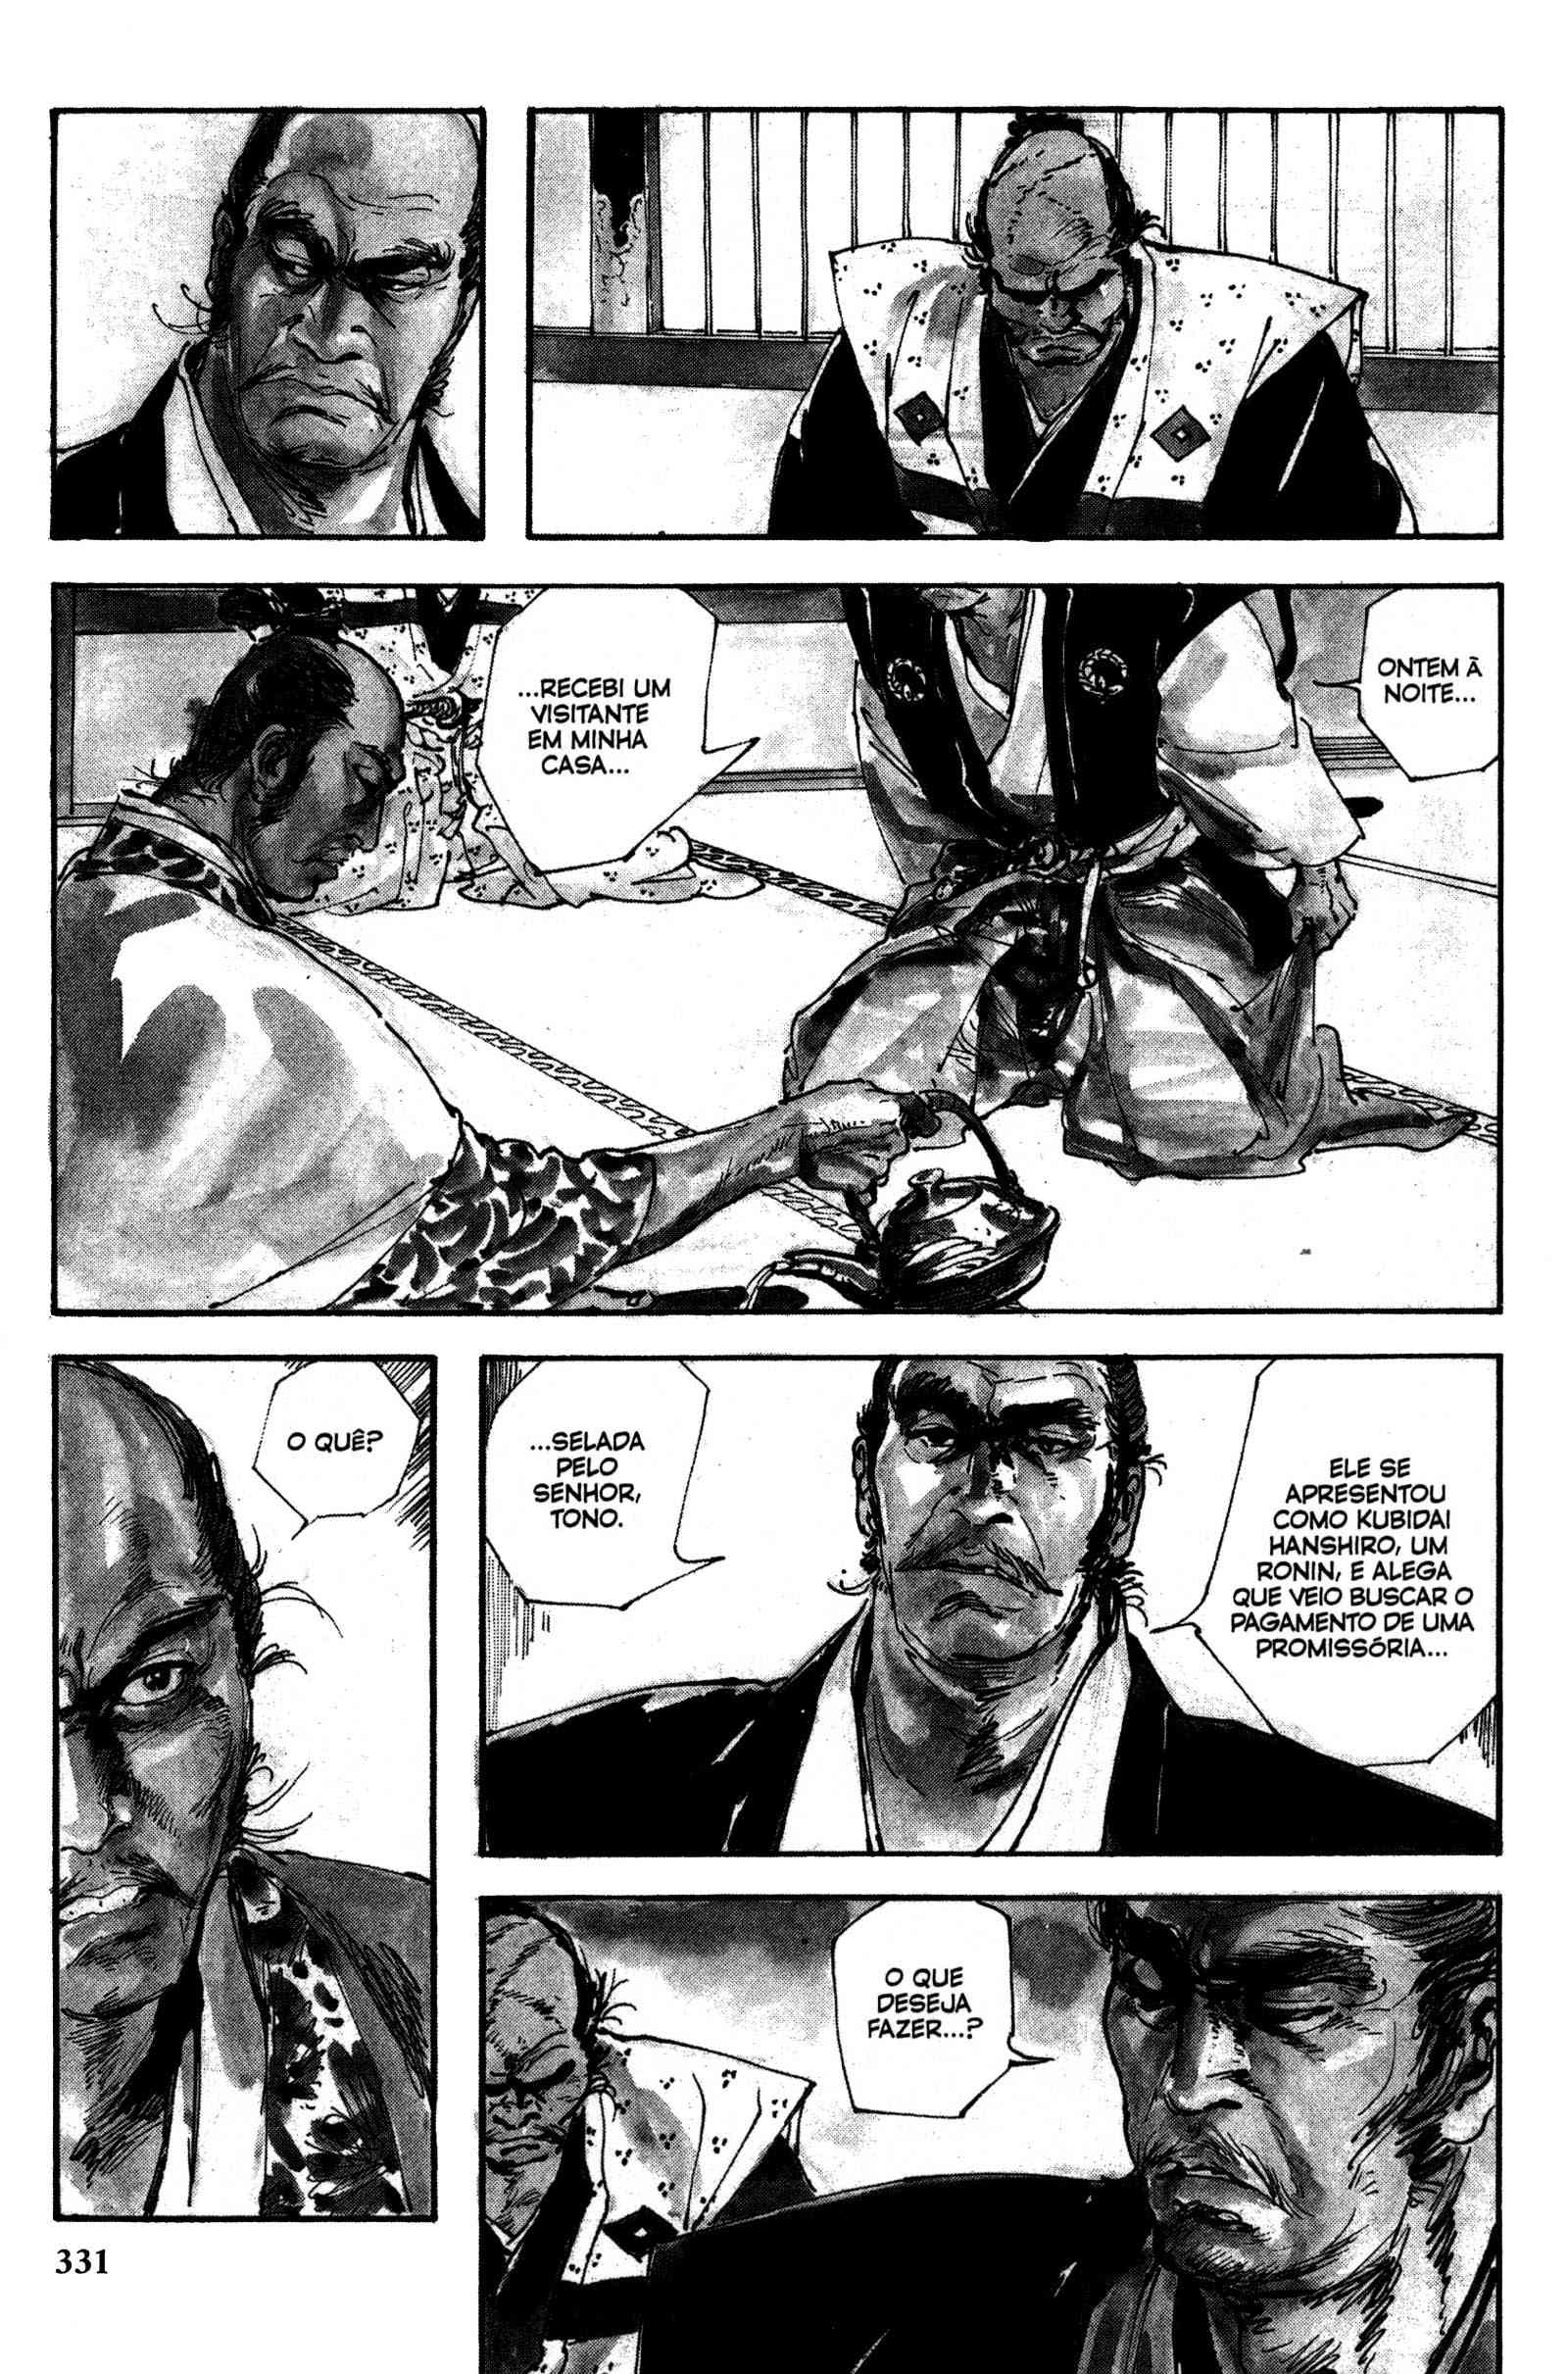 ONTEM À
NOITE...
...RECEBI UM
VISITANTE
EM MINHA
CASA...
ELE SE
APRESENTOU
COMO KUBIDAI
HANSHIRO, UM
RONIN, E ALEGA
QUE VEIO BUSCAR O
PAGAMENTO DE UMA
PROMISSÓRIA...
...SELADA
PELO
SENHOR,
TONO.
O QUÊ?
O QUE
DESEJA
FAZER...?
331